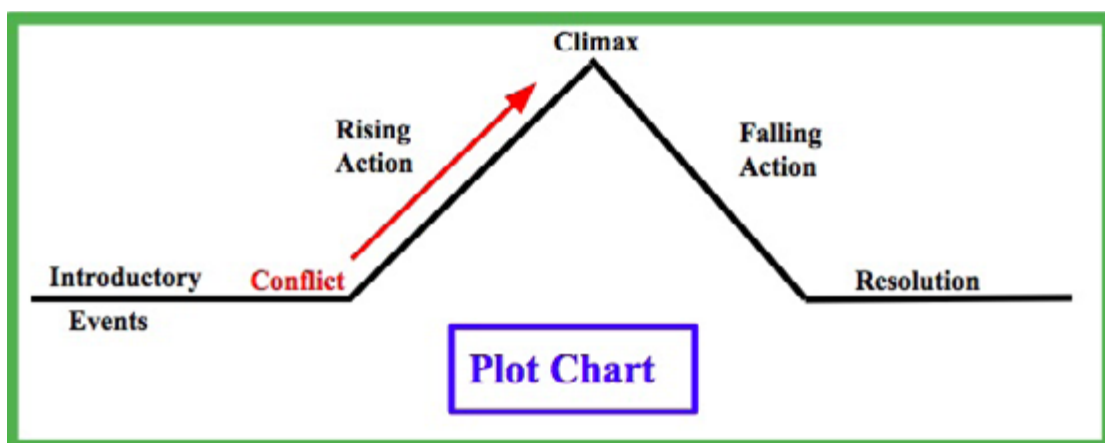 Climax
Rising
Action
Falling
Action
Introductory
Conflict
Resolution
Events
Plot Chart